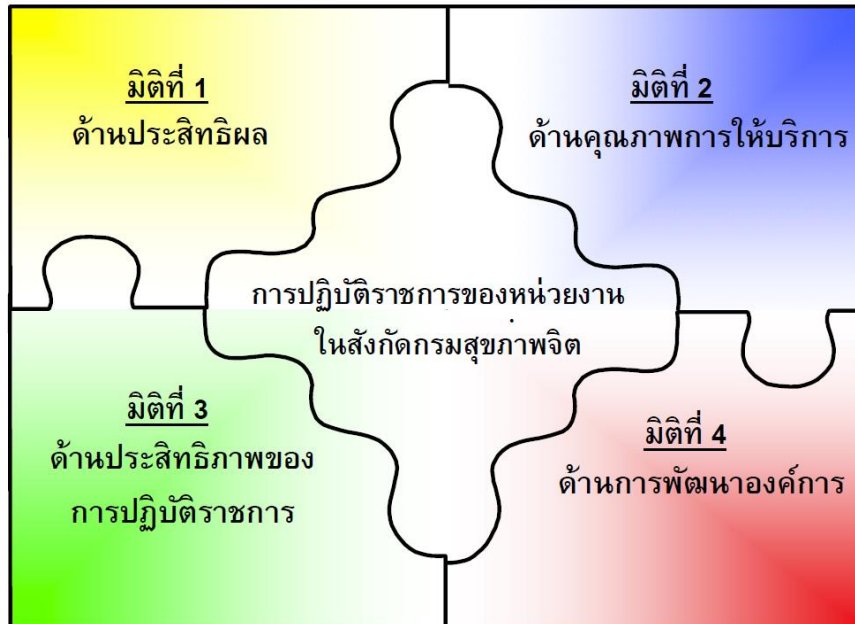 มิติที่ 1
ด้านประสิทธิผล
มิติที่ 2
ด้านคุณภาพการให้บริการ
การปฏิบัติราชการของหน่วยงาน
ในสังกัดกรมสุขภาพจิต
มิติที่ 3
ด้านประสิทธิภาพของ
การปฏิบัติราชการ
มิติที่ 4
ด้านการพัฒนาองค์การ